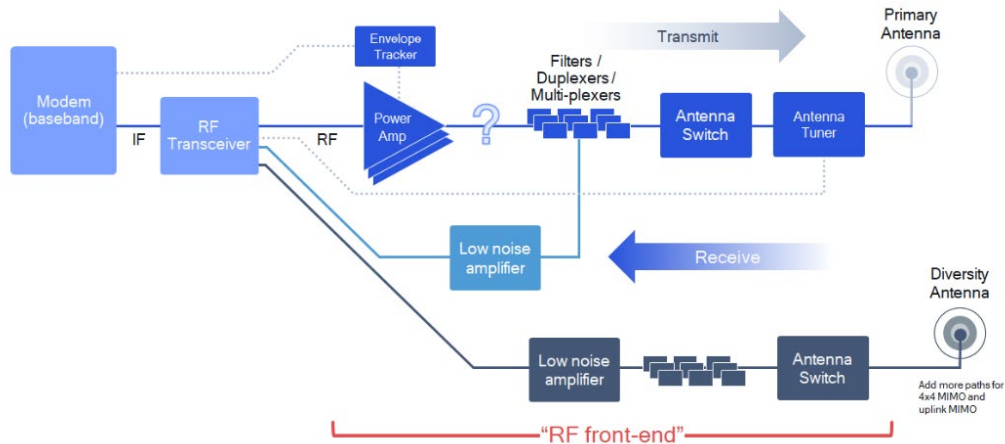 Envelope
Tracker
Transmit
Primary
Antenna
Filters /
Duplexers /
Multi-plexers
Modem
(baseband)
IF
RF
Transceiver
RF
Power
Amp
?
Antenna
Switch
Antenna
Tuner
Low noise
amplifier
Receive
Diversity
Antenna
Low noise
amplifier
Antenna
Switch
Add more paths for
4x4 MIMO and
uplink MIMO
"RF front-end"